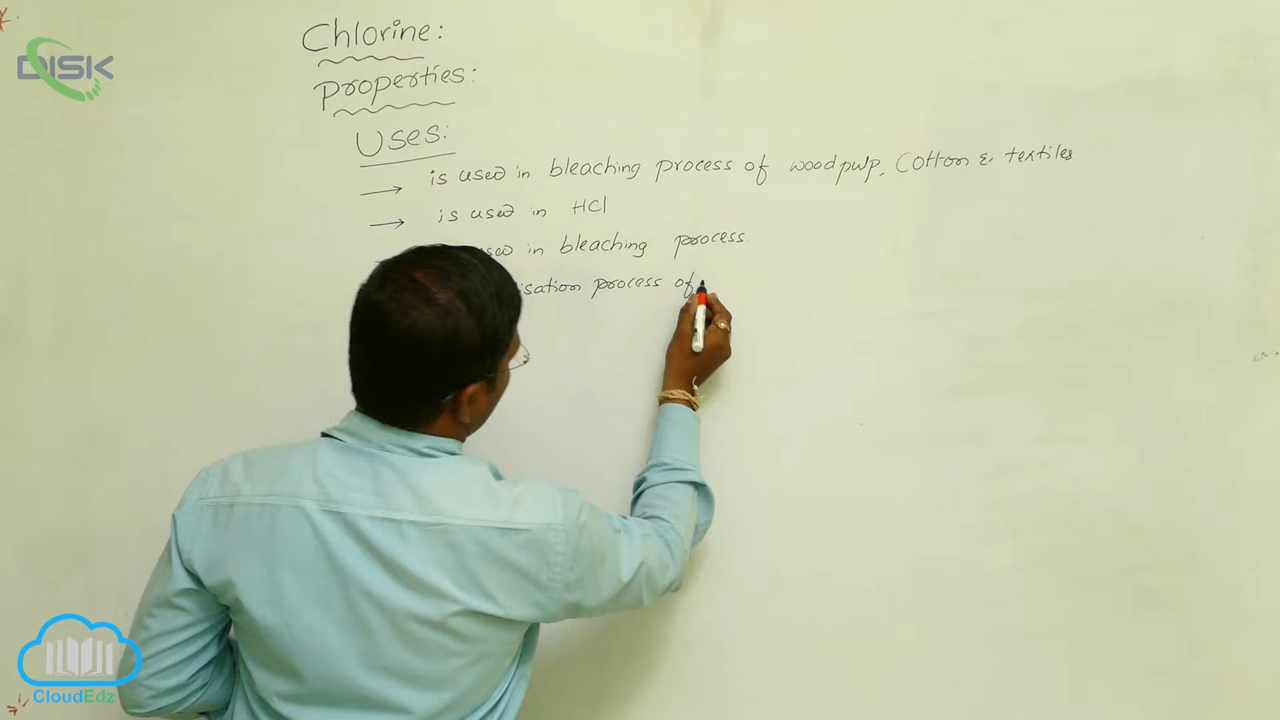 Chlorine:
Properties:
Uses:
→ is used in bleaching process of woodpulp, Cotton & textiles
→ is used in HCl
used in bleaching process.
process of
DISK
CloudEdz